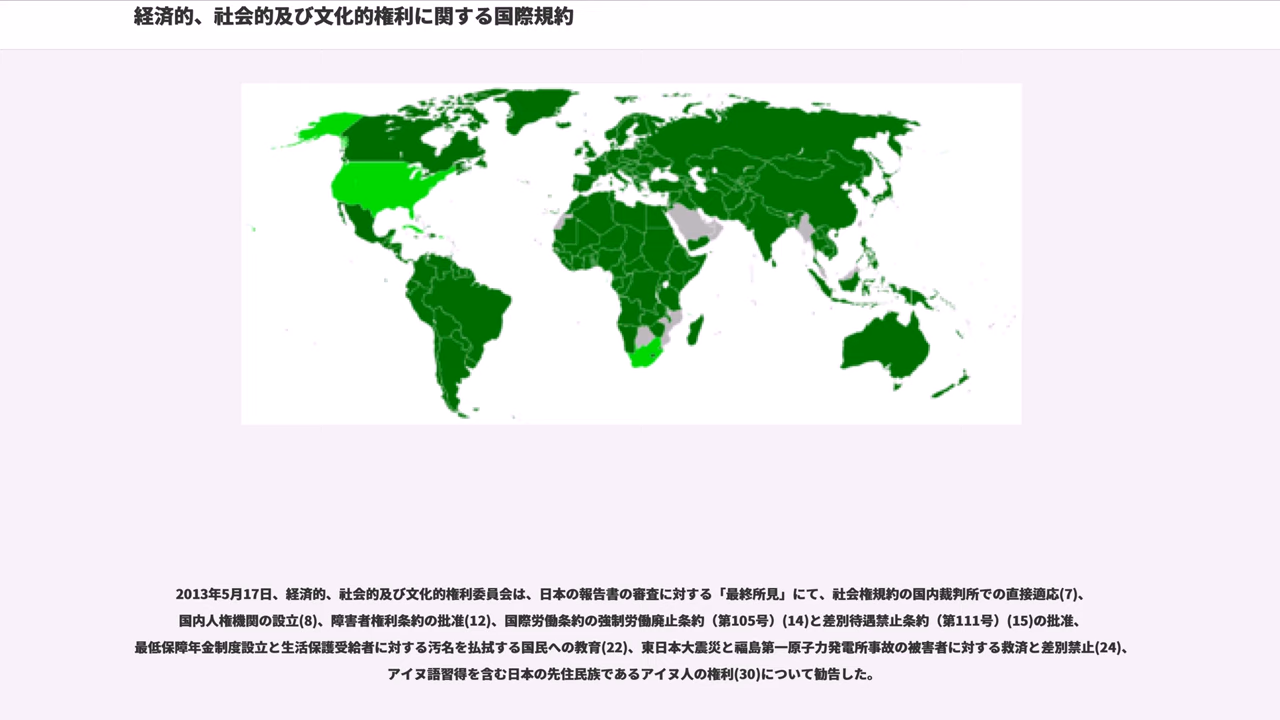 経済的、社会的及び文化的権利に関する国際規約
2013年5月17日、経済的、社会的及び文化的権利委員会は、日本の報告書の審査に対する「最終所見」にて、社会権規約の国内裁判所での直接適応(7)、
国内人権機関の設立(8)、障害者権利条約の批准(12)、国際労働条約の強制労働廃止条約（第105号）(14)と差別待遇禁止条約（第111号）(15)の批准、
最低保障年金制度設立と生活保護受給者に対する汚名を払拭する国民への教育(22)、東日本大震災と福島第一原子力発電所事故の被害者に対する救済と差別禁止(24)、
アイヌ語習得を含む日本の先住民族であるアイヌ人の権利(30)について勧告した。